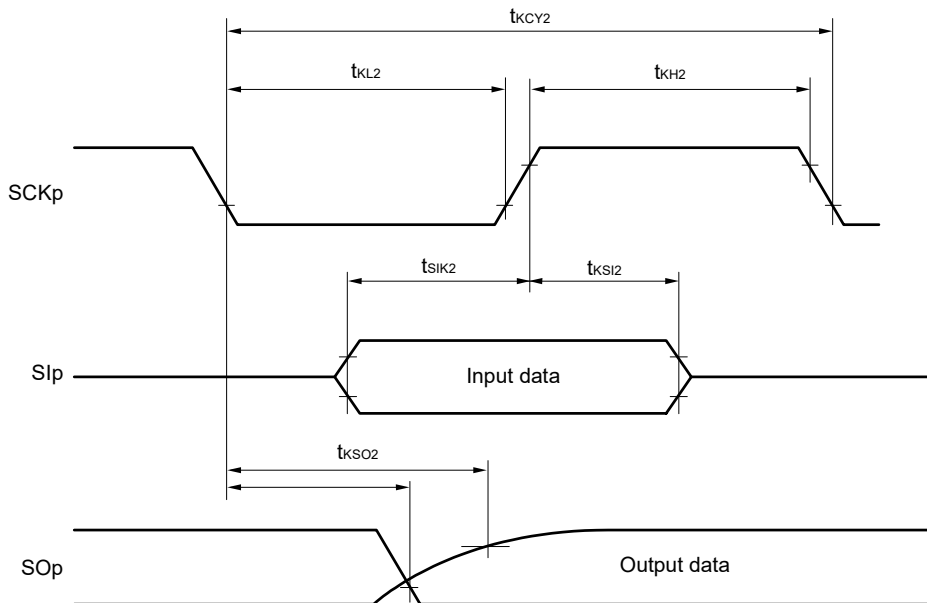 tKCY2
tKL2
tKH2
SCKp
tSIK2
tKSI2
SIp
Input data
tKSO2
SOp
Output data